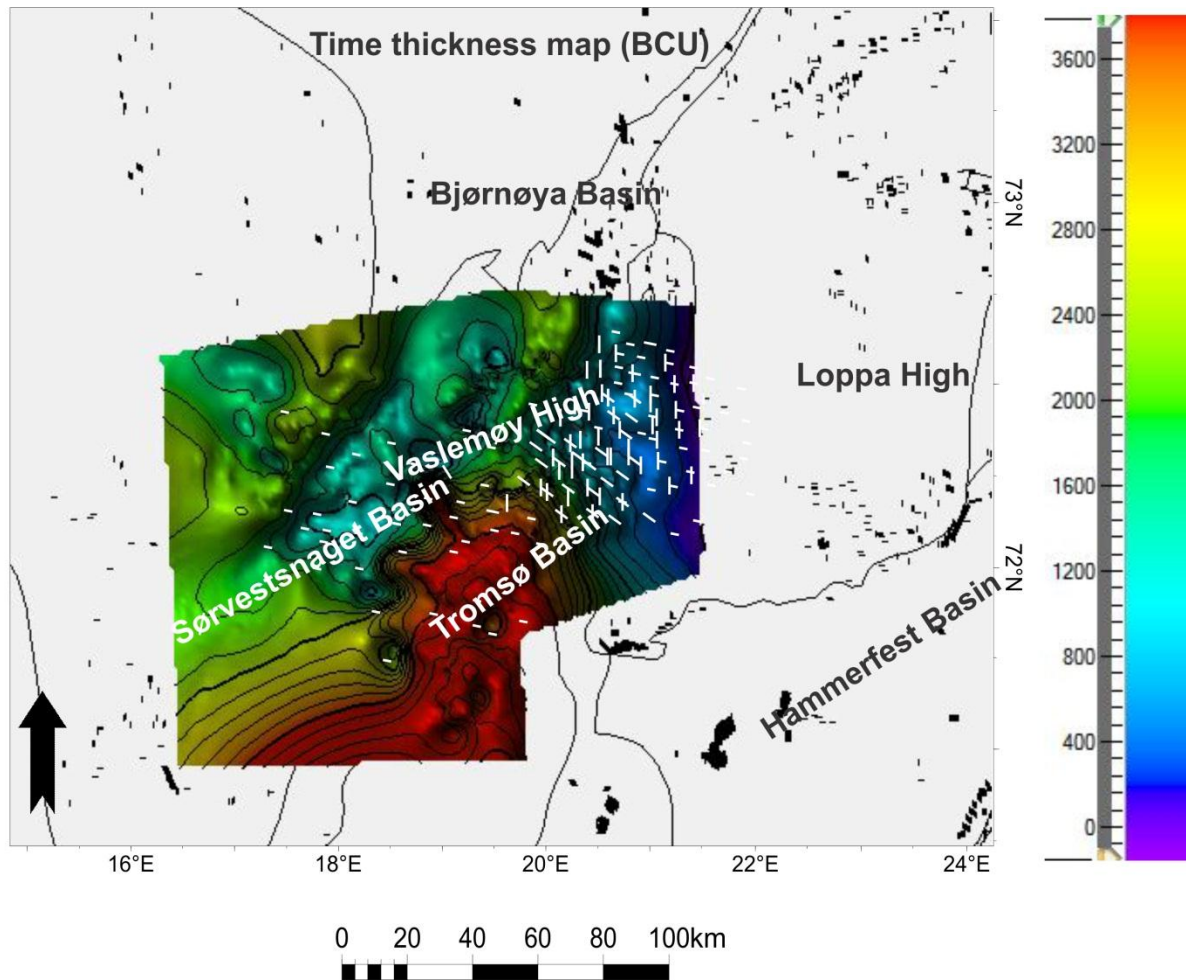 Time thickness map (BCU)
Bjørnøya Basin
73°N
Loppa High
Vaslemøy High
Sørvestsnaget Basin
Tromsø Basin
72°N
Hammerfest Basin
16°E
18°E
20°E
22°E
24°E
0 20 40 60 80 100km
3600
3200
2800
2400
2000
1600
1200
800
400
0